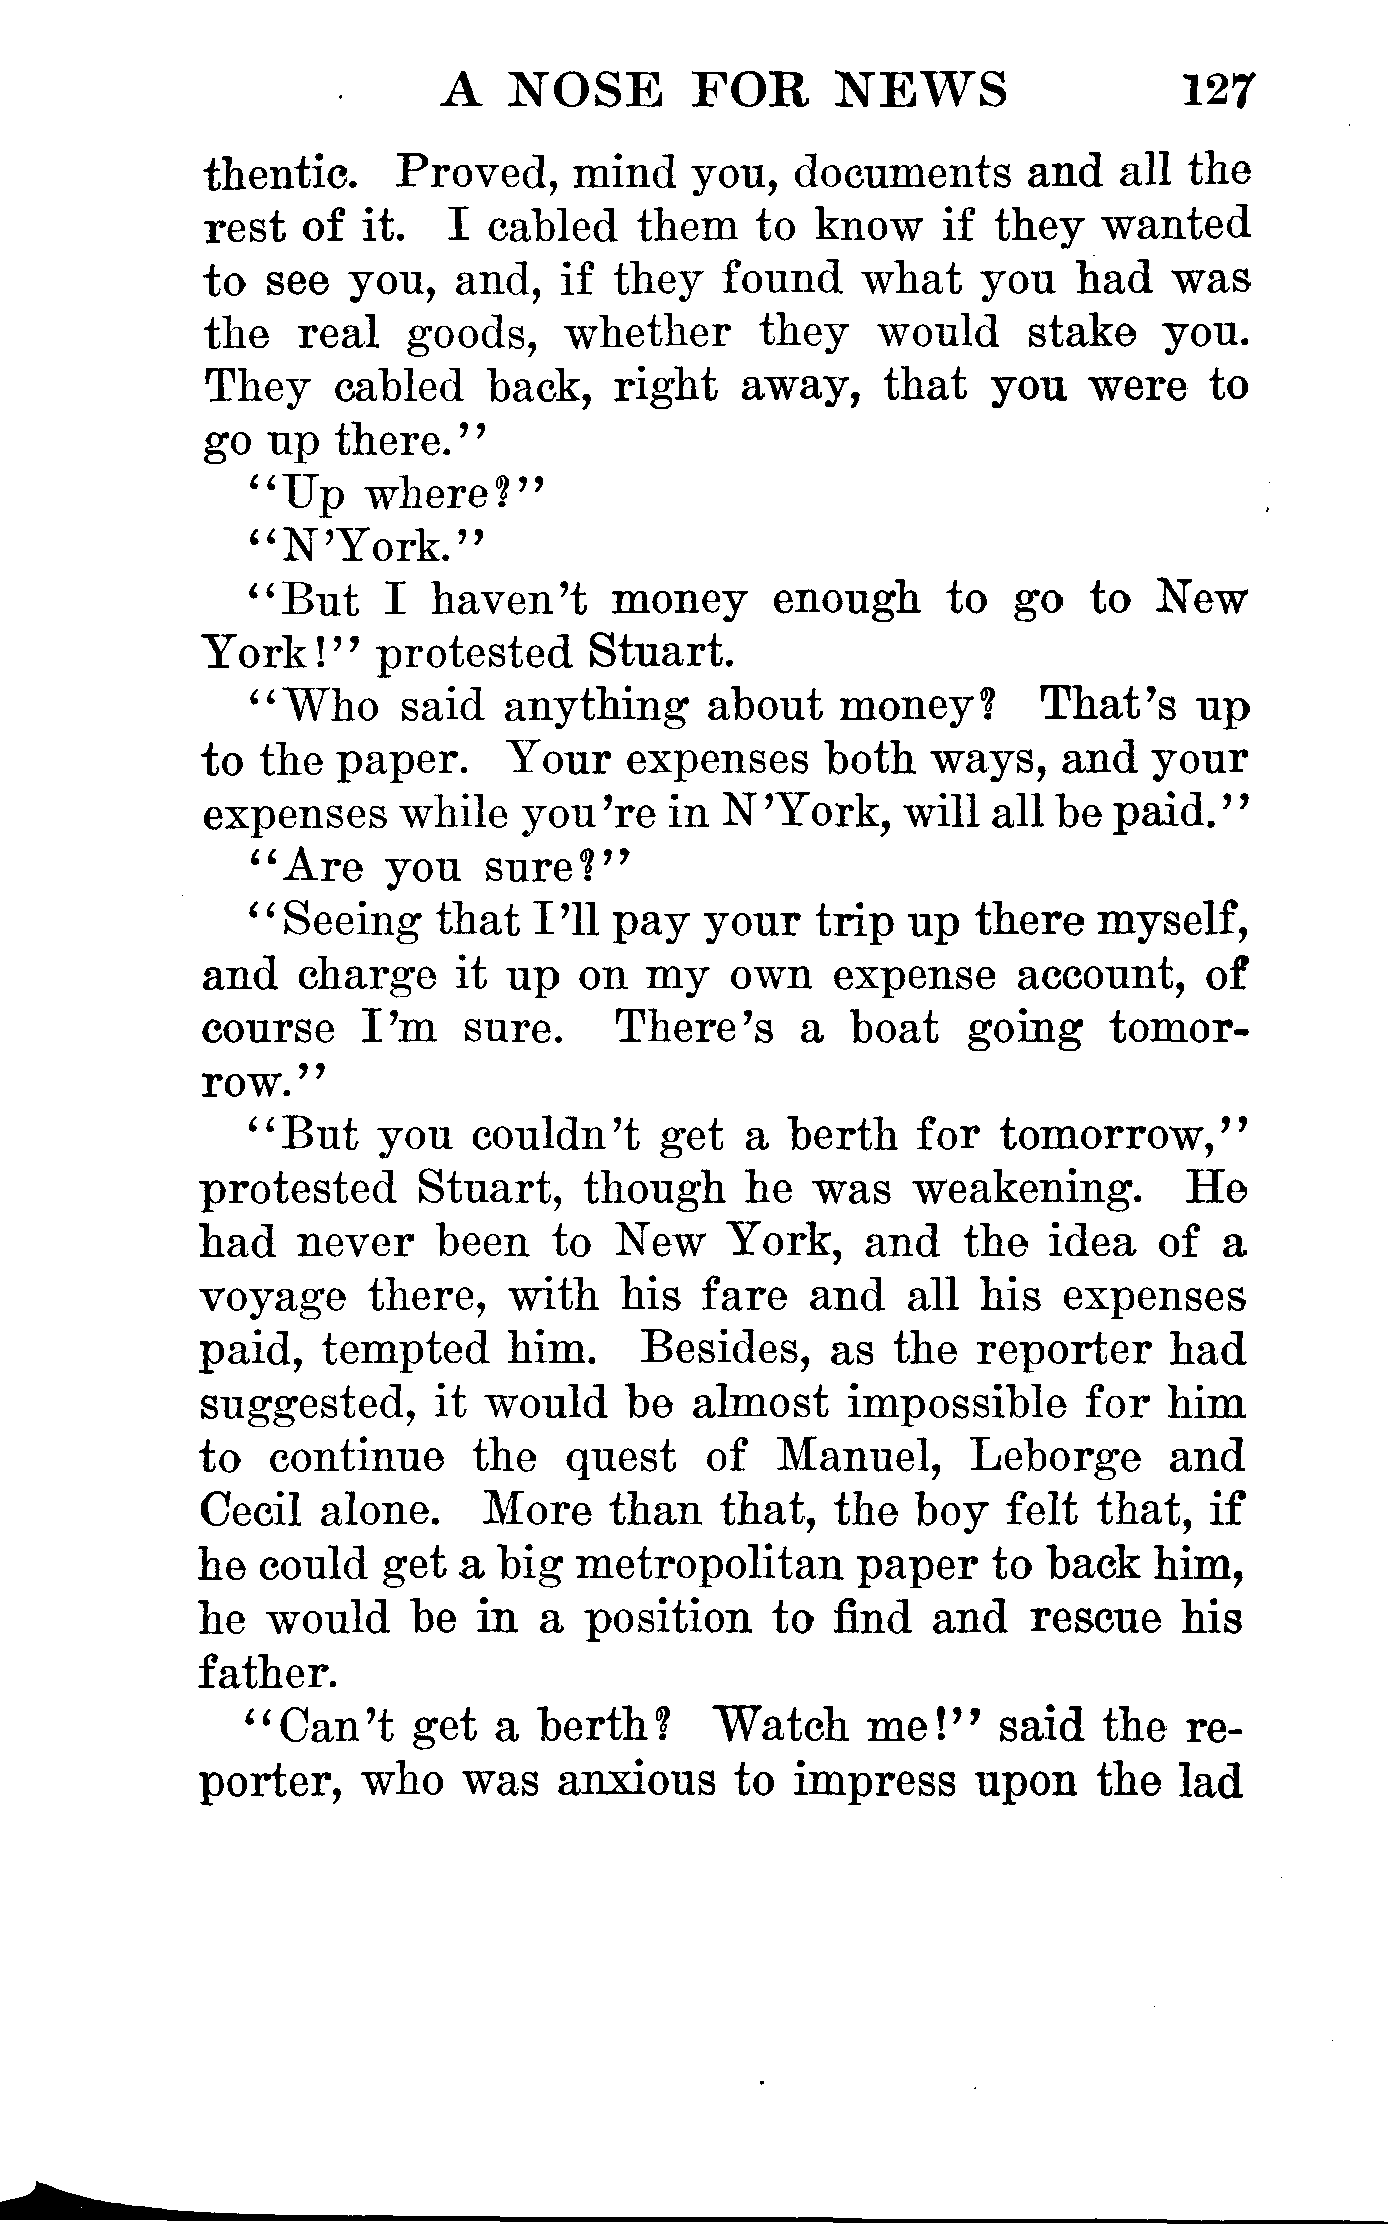 A NOSE FOR NEWS 127
thentic. Proved, mind you, documents and all the
rest of it. I cabled them to know if they wanted
to see you, and, if they found what you had was
the real goods, whether they would stake you.
They cabled back, right away, that you were to
go up there."
"Up where?"
"N'York."
"But I haven't money enough to go to New
York!" protested Stuart.
"Who said anything about money? That's up
to the paper. Your expenses both ways, and your
expenses while you're in N'York, will all be paid."
"Are you sure?"
"Seeing that I'll pay your trip up there myself,
and charge it up on my own expense account, of
course I'm sure. There's a boat going tomor-
row."
"But you couldn't get a berth for tomorrow,"
protested Stuart, though he was weakening. He
had never been to New York, and the idea of a
voyage there, with his fare and all his expenses
paid, tempted him. Besides, as the reporter had
suggested, it would be almost impossible for him
to continue the quest of Manuel, Leborge and
Cecil alone. More than that, the boy felt that, if
he could get a big metropolitan paper to back him,
he would be in a position to find and rescue his
father.
"Can't get a berth? Watch me!" said the re-
porter, who was anxious to impress upon the lad